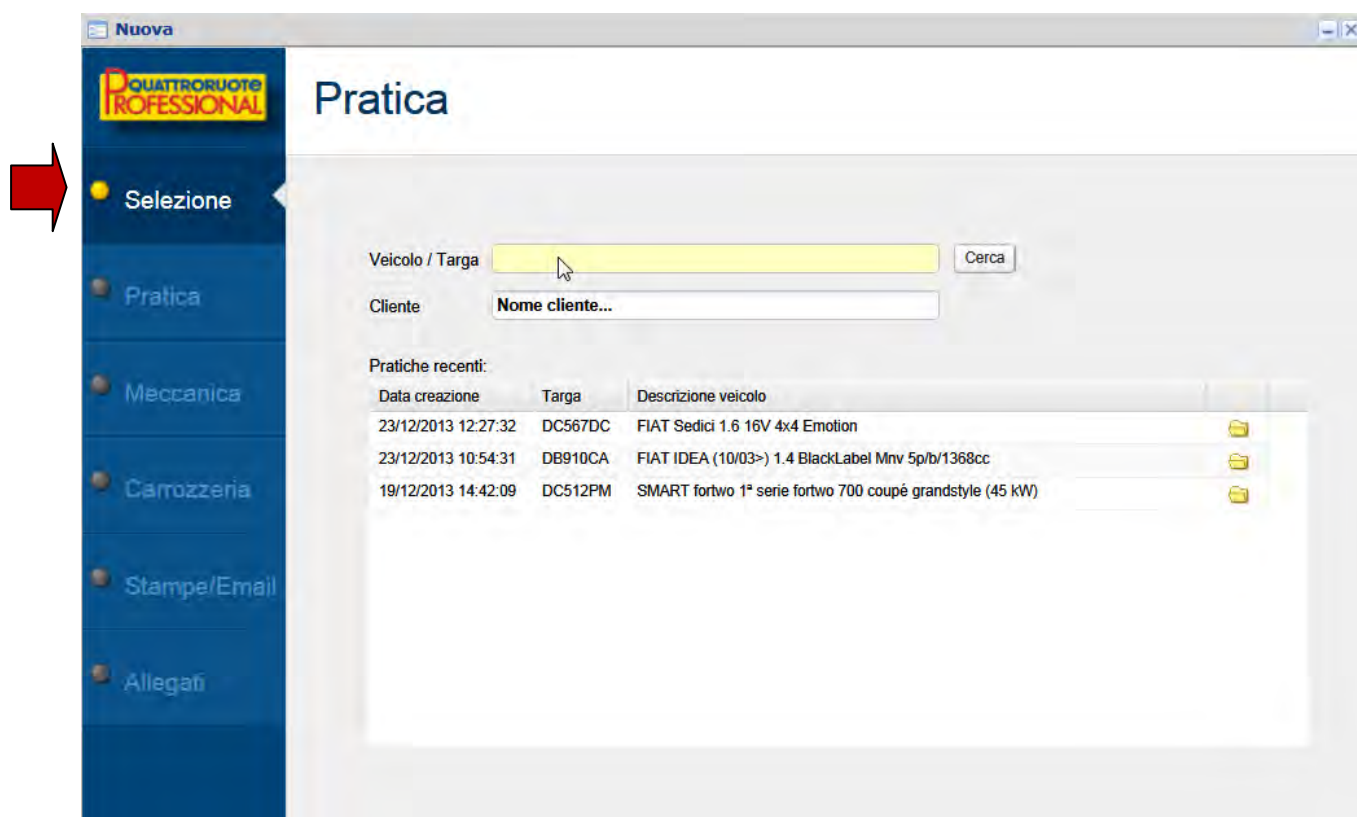 Nuova
QUATTRORUOTE
PROFESSIONAL
Pratica
Selezione
Pratica
Meccanica
Carrozzeria
Stampe/Email
Allegati
Veicolo / Targa Cerca
Cliente Nome cliente...
Pratiche recenti:
Data creazione Targa Descrizione veicolo
23/12/2013 12:27:32 DC567DC FIAT Sedici 1.6 16V 4x4 Emotion
23/12/2013 10:54:31 DB910CA FIAT IDEA (10/03>) 1.4 BlackLabel Mnv 5p/b/1368cc
19/12/2013 14:42:09 DC512PM SMART fortwo 1ª serie fortwo 700 coupé grandstyle (45 kW)